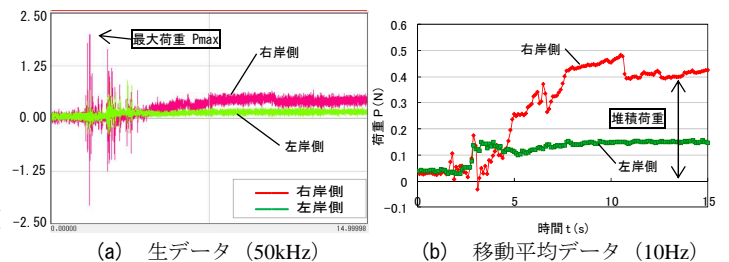 2.50
1.25
0.00
-1.25
-2.50
最大荷重 Pmax
右岸側
左岸側
右岸側
左岸側
0.00000
14.99998
(a) 生データ（50kHz）
0.6
0.5
0.4
0.3
0.2
0.1
0
-0.1
荷重P(N)
右岸側
堆積荷重
左岸側
0
5
10
15
時間t(s)
(b) 移動平均データ（10Hz）